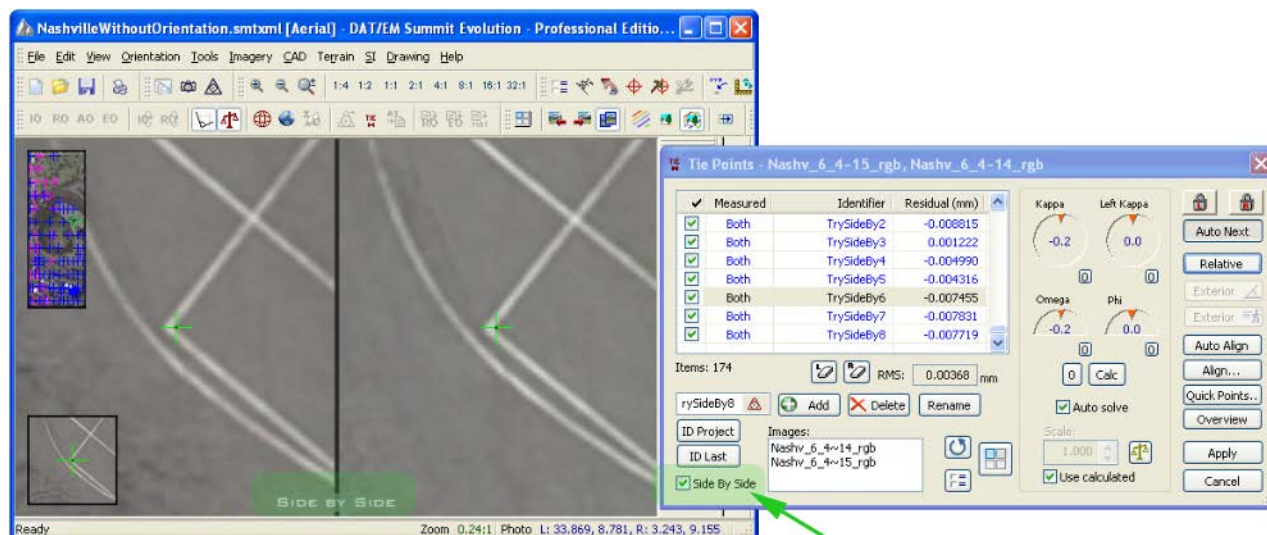 NashvilleWithoutOrientation.smtxml [Aerial] - DAT/EM Summit Evolution - Professional Editio...
File Edit View Orientation Tools Imagery CAD Terrain SI Drawing Help
1:4 1:2 1:1 2:1 4:1 8:1 16:1 32:1
IO RO AO EO
SIDE BY SIDE
Ready Zoom 0.24:1 Photo L: 33.869, 8.781, R: 3.243, 9.155
Tie Points - Nashv_6_4~15_rgb, Nashv_6_4~14_rgb
Measured Identifier Residual (mm)
Both TrySideBy2 -0.008815
Both TrySideBy3 0.001222
Both TrySideBy4 -0.004990
Both TrySideBy5 -0.004316
Both TrySideBy6 -0.007455
Both TrySideBy7 -0.007831
Both TrySideBy8 -0.007719
Items: 174 RMS: 0.00368 mm
rySideBy8 Add Delete Rename
ID Project
ID Last
Side By Side
Images:
Nashv_6_4~14_rgb
Nashv_6_4~15_rgb
Kappa Left Kappa
-0.2 0.0
0 0
Omega Phi
-0.2 0.0
0 0
0 Calc
Auto solve
Scale:
1.000
Use calculated
Auto Next
Relative
Exterior
Exterior
Auto Align
Align...
Quick Points..
Overview
Apply
Cancel